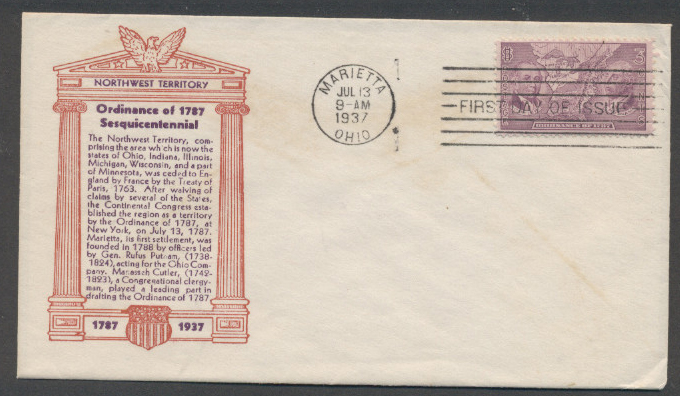 NORTHWEST TERRITORY
Ordinance of 1787
Sesquicentennial
The Northwest Territory, com-
prising the area which is now the
states of Ohio, Indiana, Illinois,
Michigan, Wisconsin, and a part
of Minnesota, was ceded to En-
gland by France by the Treaty of
Paris, 1763. After waiving of
claims by several of the States,
the Continental Congress esta-
blished the region as a territory
by the Ordinance of 1787, at
New York, on July 13, 1787.
Marietta, its first settlement, was
founded in 1788 by officers led
by Gen. Rufus Putnam, (1738-
1824), acting for the Ohio Com-
pany. Manasseh Cutler, (1742-
1823), a Congregational clergy-
man, played a leading part in
drafting the Ordinance of 1787.
1787 1937
MARIETTA
JUL 13
9-AM
1937
OHIO
FIRST DAY OF ISSUE
3
ORDINANCE OF 1787